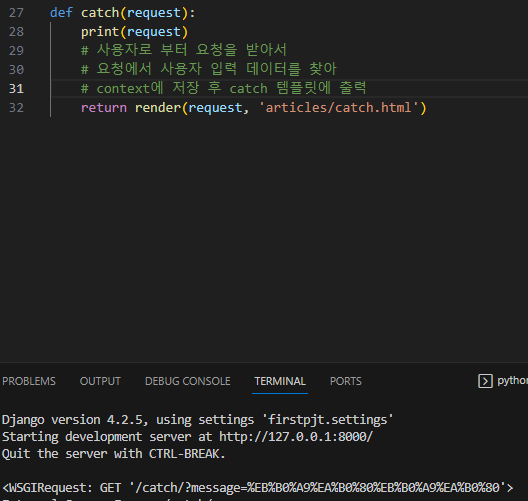 27 def catch(request):
28 print(request)
29 # 사용자로 부터 요청을 받아서
30 # 요청에서 사용자 입력 데이터를 찾아
31 # context에 저장 후 catch 템플릿에 출력
32 return render(request, 'articles/catch.html')
PROBLEMS OUTPUT DEBUG CONSOLE TERMINAL PORTS
Django version 4.2.5, using settings 'firstpjt.settings'
Starting development server at http://127.0.0.1:8000/
Quit the server with CTRL-BREAK.
<WSGIRequest: GET '/catch/?message=%EB%B0%A9%EA%B0%80%EB%B0%A9%EA%B0%80'>